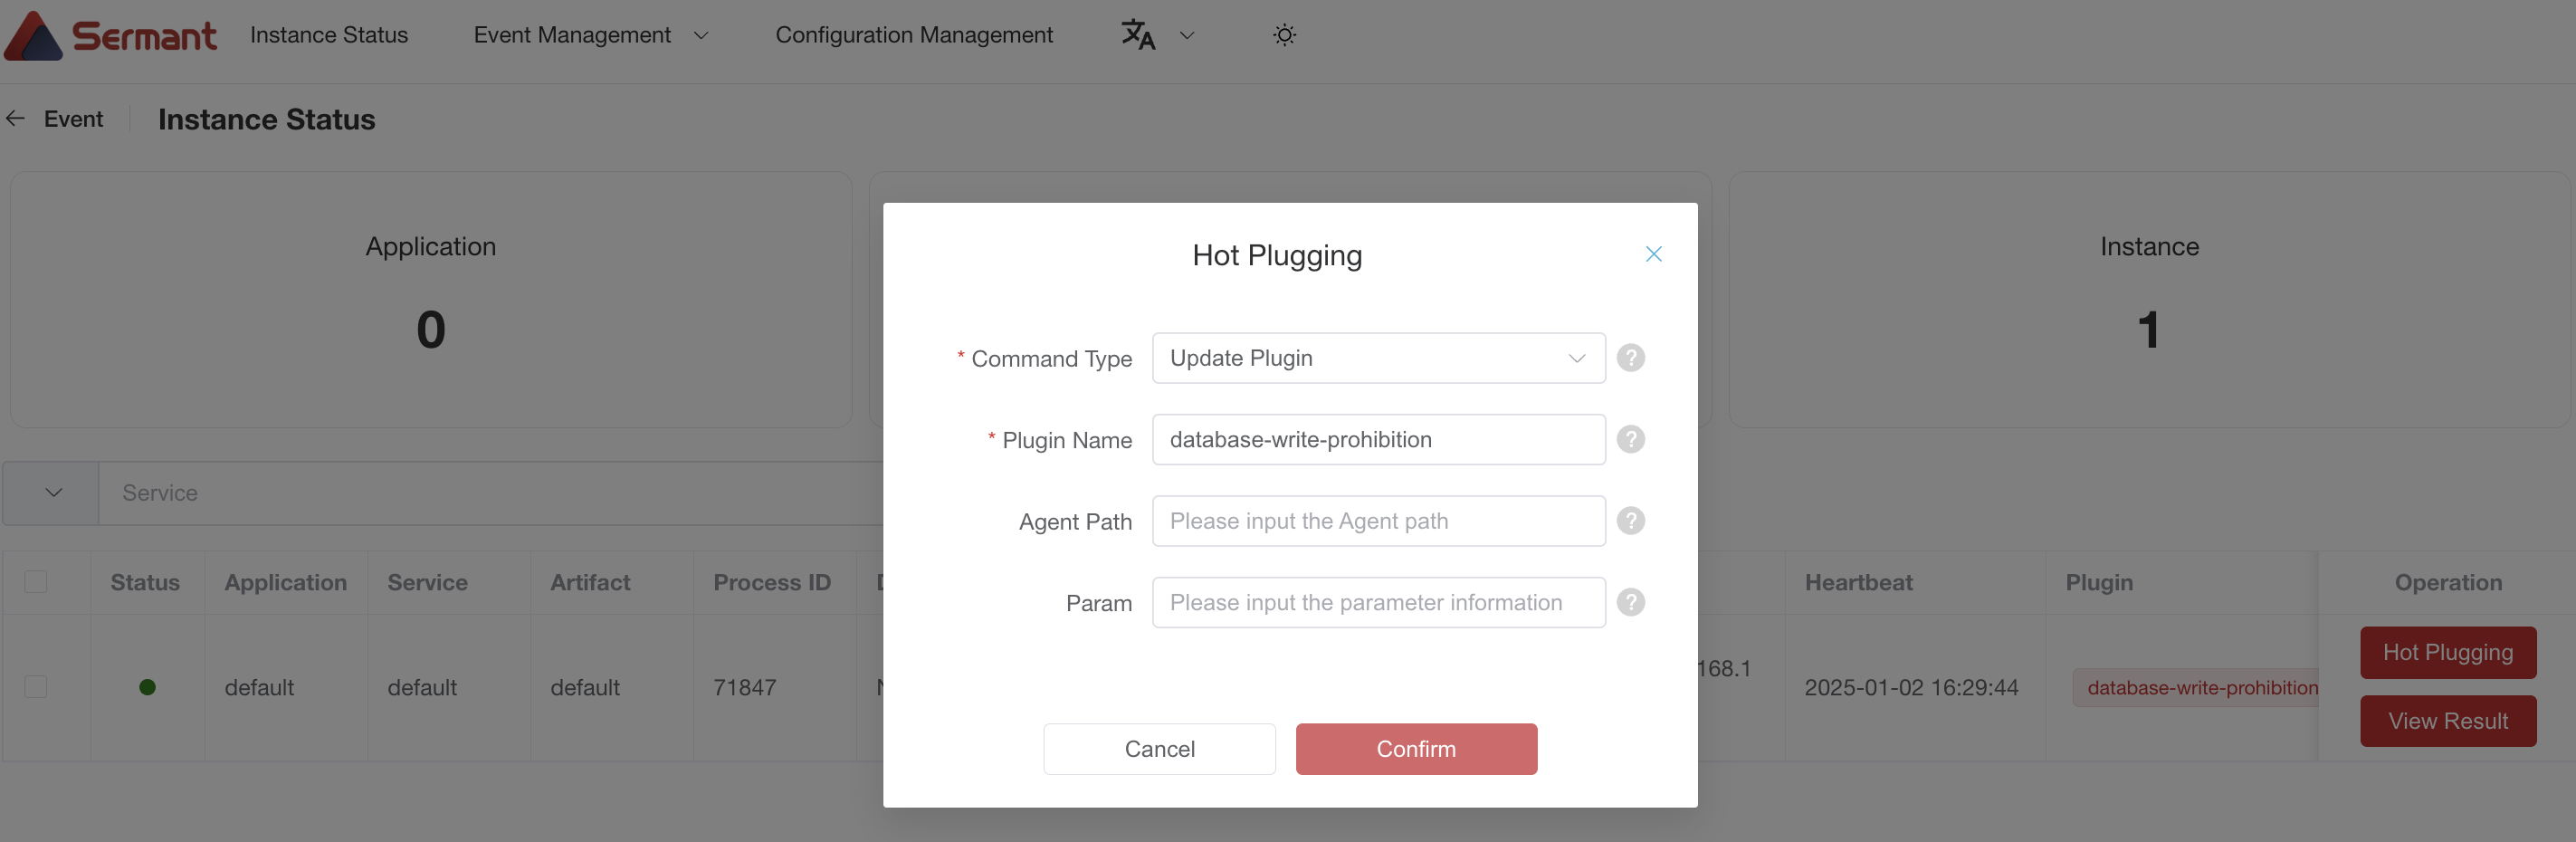 Sermant Instance Status Event Management Configuration Management
Event Instance Status
Application
0
Instance
1
Service
Status Application Service Artifact Process ID Heartbeat Plugin Operation
default default default 71847 168.1 2025-01-02 16:29:44 database-write-prohibition
Hot Plugging
View Result
Hot Plugging
* Command Type Update Plugin ?
* Plugin Name database-write-prohibition ?
Agent Path Please input the Agent path ?
Param Please input the parameter information ?
Cancel Confirm